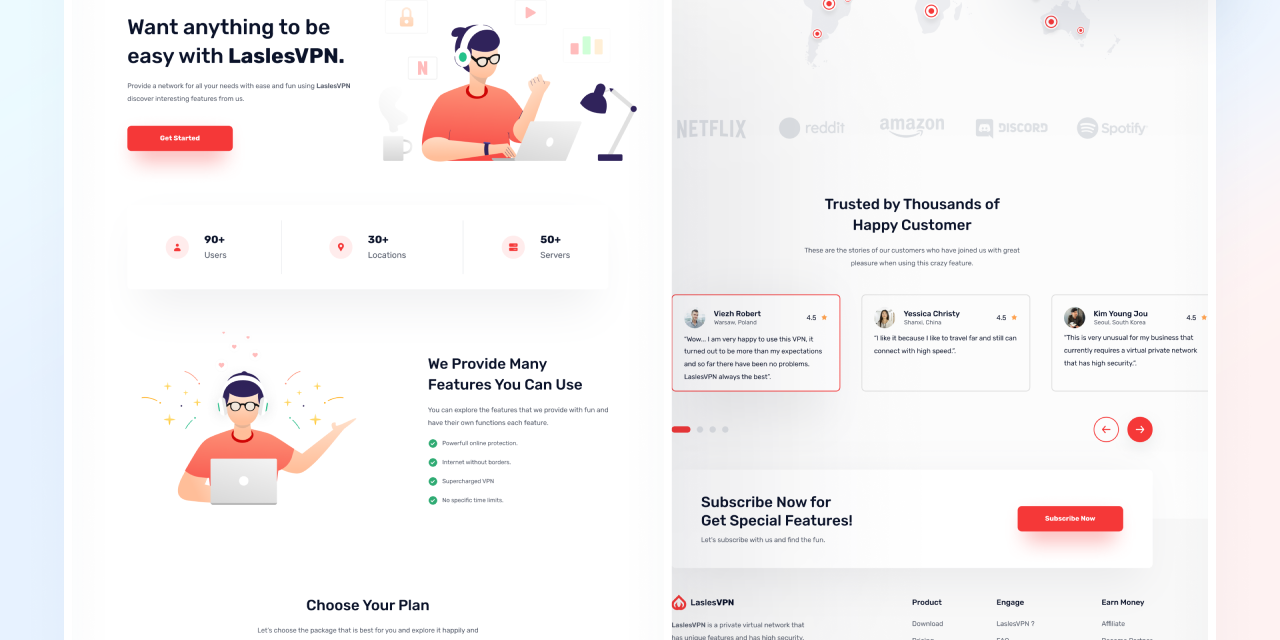 Want anything to be
easy with LaslesVPN.
Provide a network for all your needs with ease and fun using LaslesVPN
discover interesting features from us.
Get Started
N
90+
Users
30+
Locations
50+
Servers
We Provide Many
Features You Can Use
You can explore the features that we provide with fun and
have their own functions each feature.
Powerfull online protection.
Internet without borders.
Supercharged VPN
No specific time limits.
Choose Your Plan
Let's choose the package that is best for you and explore it happily and
NETFLIX
reddit
amazon
DISCORD
Spotify
Trusted by Thousands of
Happy Customer
These are the stories of our customers who have joined us with great
pleasure when using this crazy feature.
Viezh Robert
Warsaw, Poland
4.5
"Wow... I am very happy to use this VPN, it
turned out to be more than my expectations
and so far there have been no problems.
LaslesVPN always the best".
Yessica Christy
Shanxi, China
4.5
"I like it because I like to travel far and still can
connect with high speed.".
Kim Young Jou
Seoul, South Korea
4.5
"This is very unusual for my business that
currently requires a virtual private network
that has high security.".
Subscribe Now for
Get Special Features!
Let's subscribe with us and find the fun.
Subscribe Now
LaslesVPN
LaslesVPN is a private virtual network that
has unique features and has high security.
Product
Download
Engage
LaslesVPN ?
FAQ
Earn Money
Affiliate